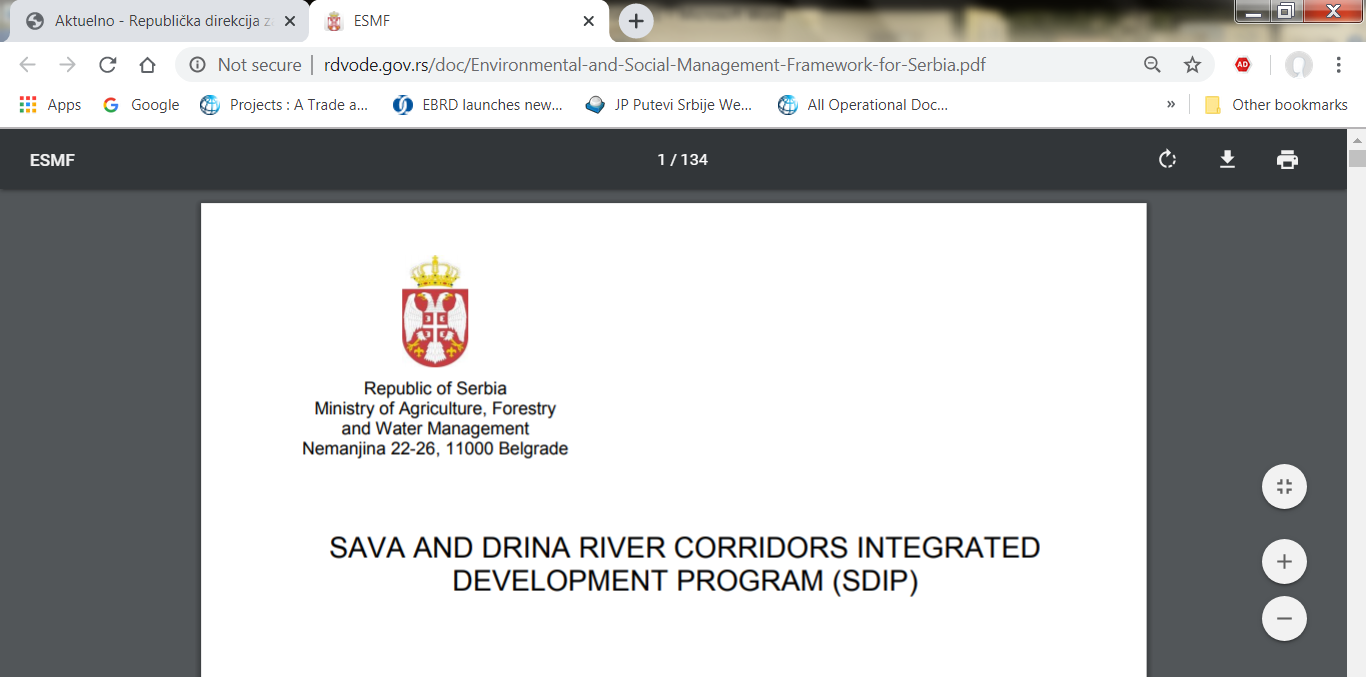 Aktuelno - Republička direkcija z
ESMF
Not secure | rdvode.gov.rs/doc/Environmental-and-Social-Management-Framework-for-Serbia.pdf
AD
Apps Google Projects : A Trade a... EBRD launches new... JP Putevi Srbije We... All Operational Doc... » Other bookmarks
ESMF 1 / 134
Republic of Serbia
Ministry of Agriculture, Forestry
and Water Management
Nemanjina 22-26, 11000 Belgrade
SAVA AND DRINA RIVER CORRIDORS INTEGRATED
DEVELOPMENT PROGRAM (SDIP)